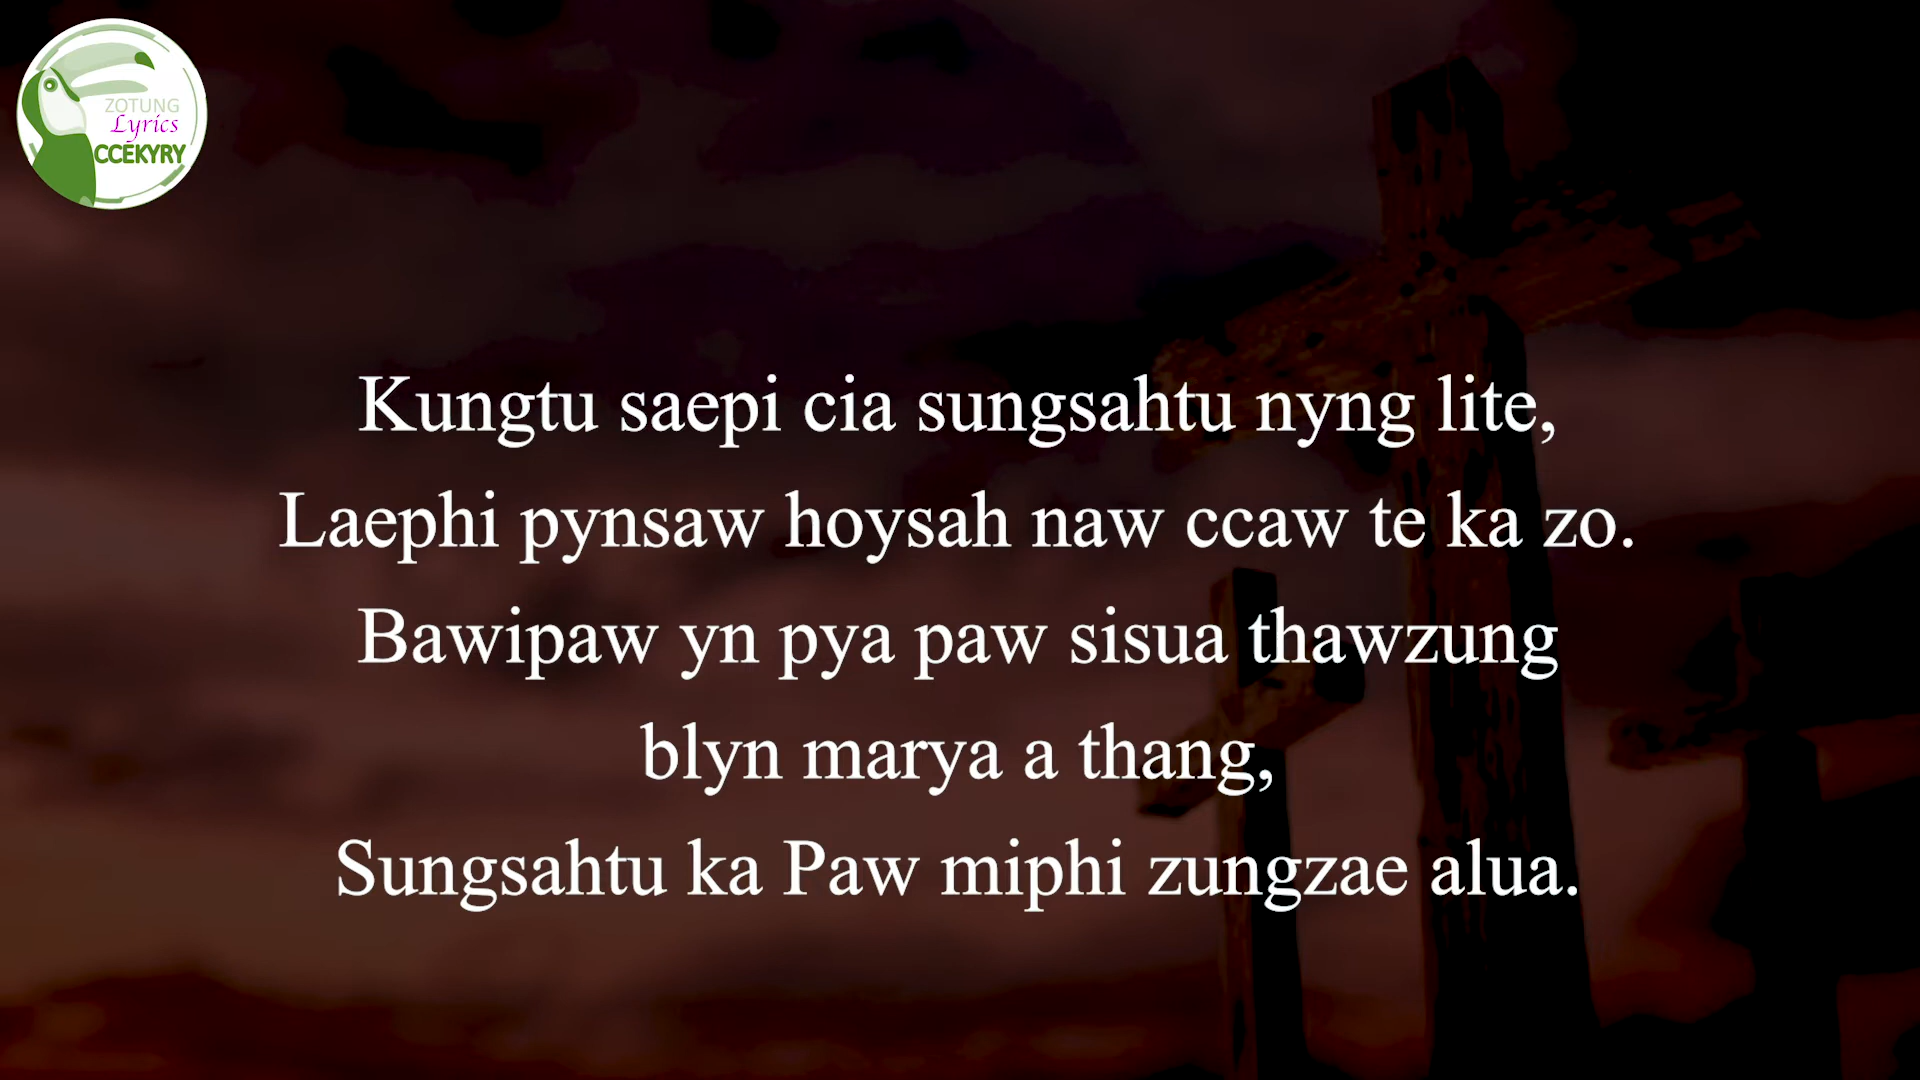 ZOTUNG
Lyrics
CCEKYRY
Kungtu saepi cia sungsahtu nyng lite,
Laephi pynsaw hoysah naw ccaw te ka zo.
Bawipaw yn pya paw sisua thawzung
blyn marya a thang,
Sungsahtu ka Paw miphi zungzae alua.